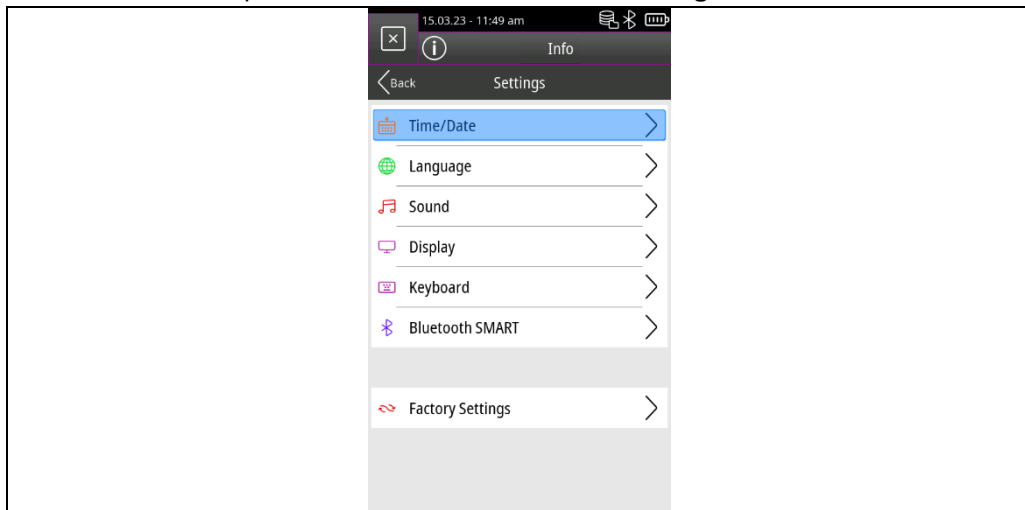 15.03.23 - 11:49 am
Info
Back Settings
Time/Date
Language
Sound
Display
Keyboard
Bluetooth SMART
Factory Settings